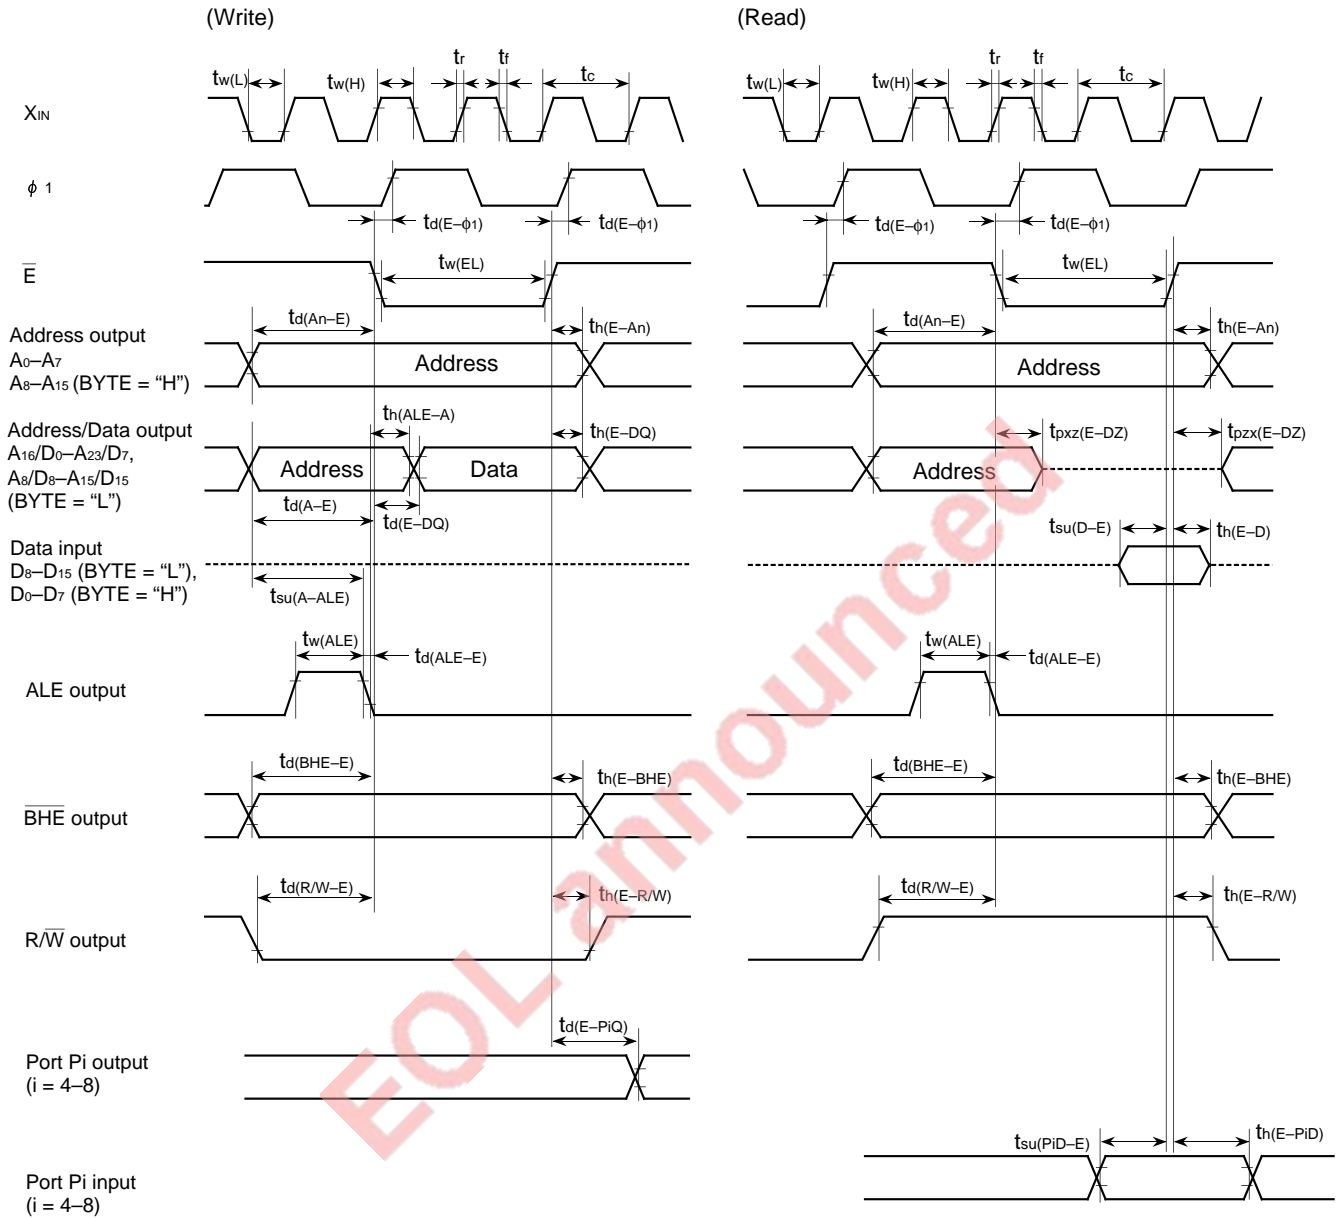 (Write) (Read)
tw(L) tw(H) tr tf tc tw(L) tw(H) tr tf tc
XIN
ϕ 1
td(E–ϕ1) td(E–ϕ1) td(E–ϕ1) td(E–ϕ1)
E̅
tw(EL) tw(EL)
td(An–E) th(E–An) td(An–E) th(E–An)
Address output
A0–A7
A8–A15 (BYTE = “H”)
Address Address
th(ALE–A) th(E–DQ) tpxz(E–DZ) tpzx(E–DZ)
Address/Data output
A16/D0–A23/D7,
A8/D8–A15/D15
(BYTE = “L”)
Address Data Address
td(A–E) td(E–DQ)
tsu(D–E) th(E–D)
Data input
D8–D15 (BYTE = “L”),
D0–D7 (BYTE = “H”)
tsu(A–ALE)
tw(ALE) td(ALE–E) tw(ALE) td(ALE–E)
ALE output
td(BHE–E) th(E–BHE) td(BHE–E) th(E–BHE)
B̅H̅E̅ output
td(R/W–E) th(E–R/W) td(R/W–E) th(E–R/W)
R/W̅ output
td(E–PiQ)
Port Pi output
(i = 4–8)
tsu(PiD–E) th(E–PiD)
Port Pi input
(i = 4–8)
EOL announced